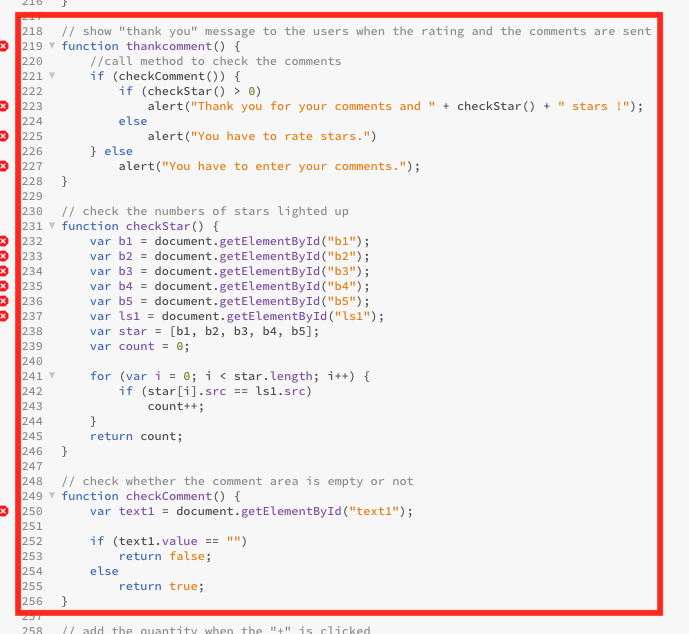 216 }
217
218 // show "thank you" message to the users when the rating and the comments are sent
219 function thankcomment() {
220     //call method to check the comments
221     if (checkComment()) {
222         if (checkStar() > 0)
223             alert("Thank you for your comments and " + checkStar() + " stars !");
224         else
225             alert("You have to rate stars.")
226     } else
227         alert("You have to enter your comments.");
228 }
229
230 // check the numbers of stars lighted up
231 function checkStar() {
232     var b1 = document.getElementById("b1");
233     var b2 = document.getElementById("b2");
234     var b3 = document.getElementById("b3");
235     var b4 = document.getElementById("b4");
236     var b5 = document.getElementById("b5");
237     var ls1 = document.getElementById("ls1");
238     var star = [b1, b2, b3, b4, b5];
239     var count = 0;
240
241     for (var i = 0; i < star.length; i++) {
242         if (star[i].src == ls1.src)
243             count++;
244     }
245     return count;
246 }
247
248 // check whether the comment area is empty or not
249 function checkComment() {
250     var text1 = document.getElementById("text1");
251
252     if (text1.value == "")
253         return false;
254     else
255         return true;
256 }
257
258 // add the quantity when the "+" is clicked